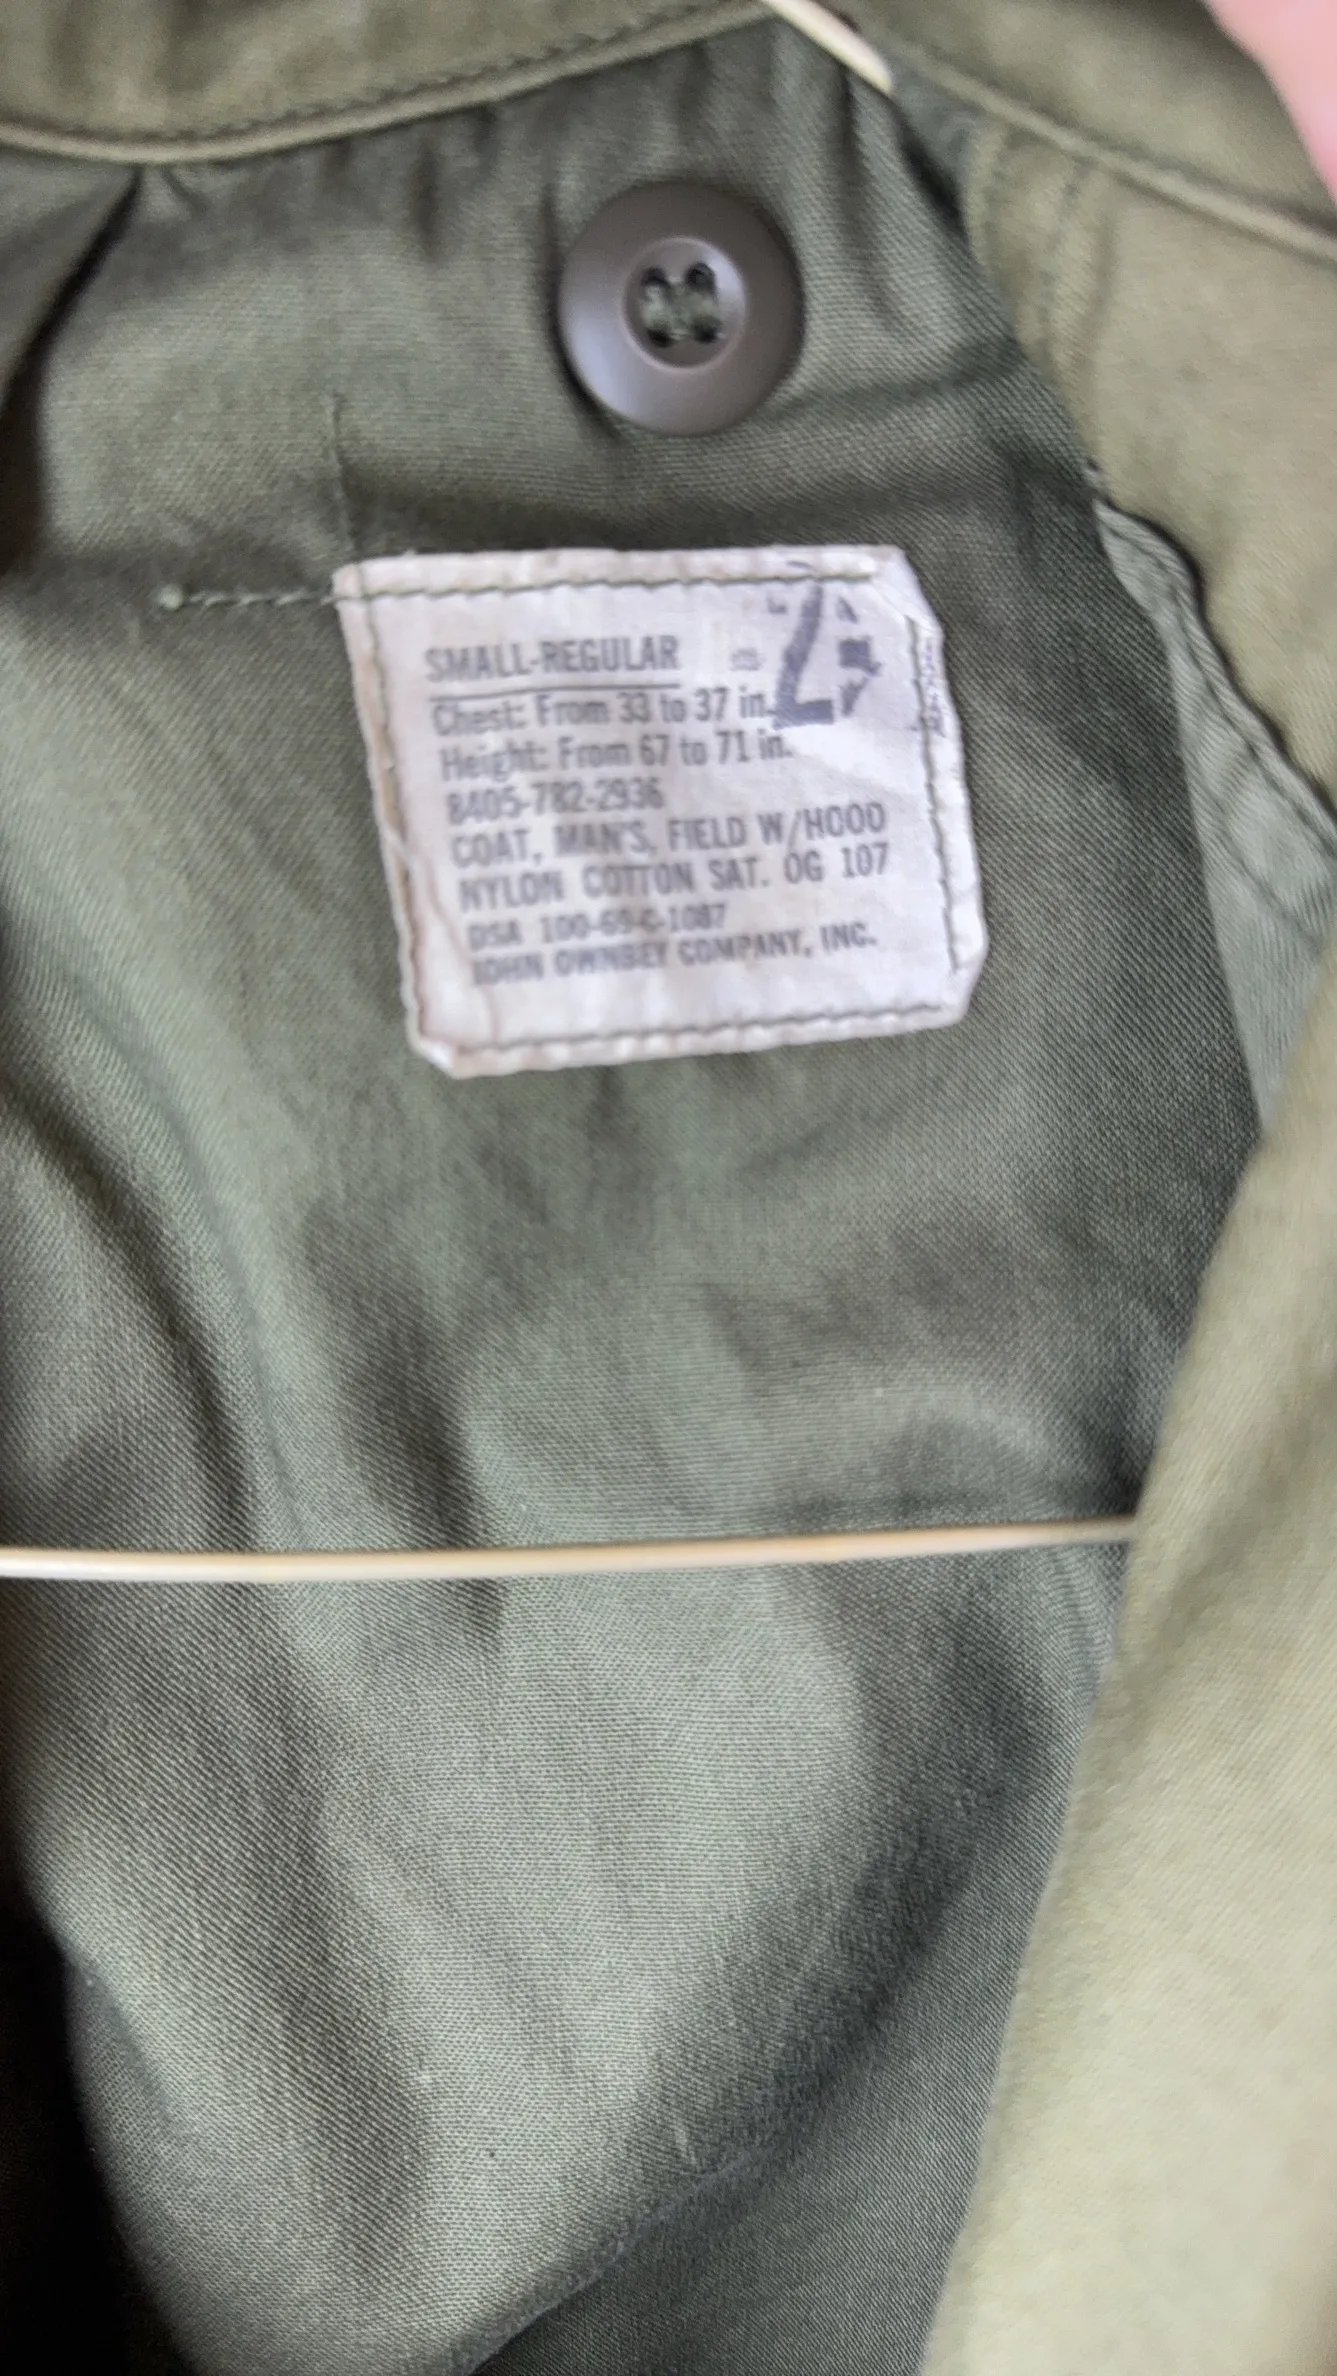 SMALL-REGULAR
Chest: From 33 to 37 in.
Height: From 67 to 71 in.
8405-782-2936
COAT, MAN'S, FIELD W/HOOD
NYLON COTTON SAT. OG 107
DSA 100-69-C-1087
JOHN OWNBEY COMPANY, INC.